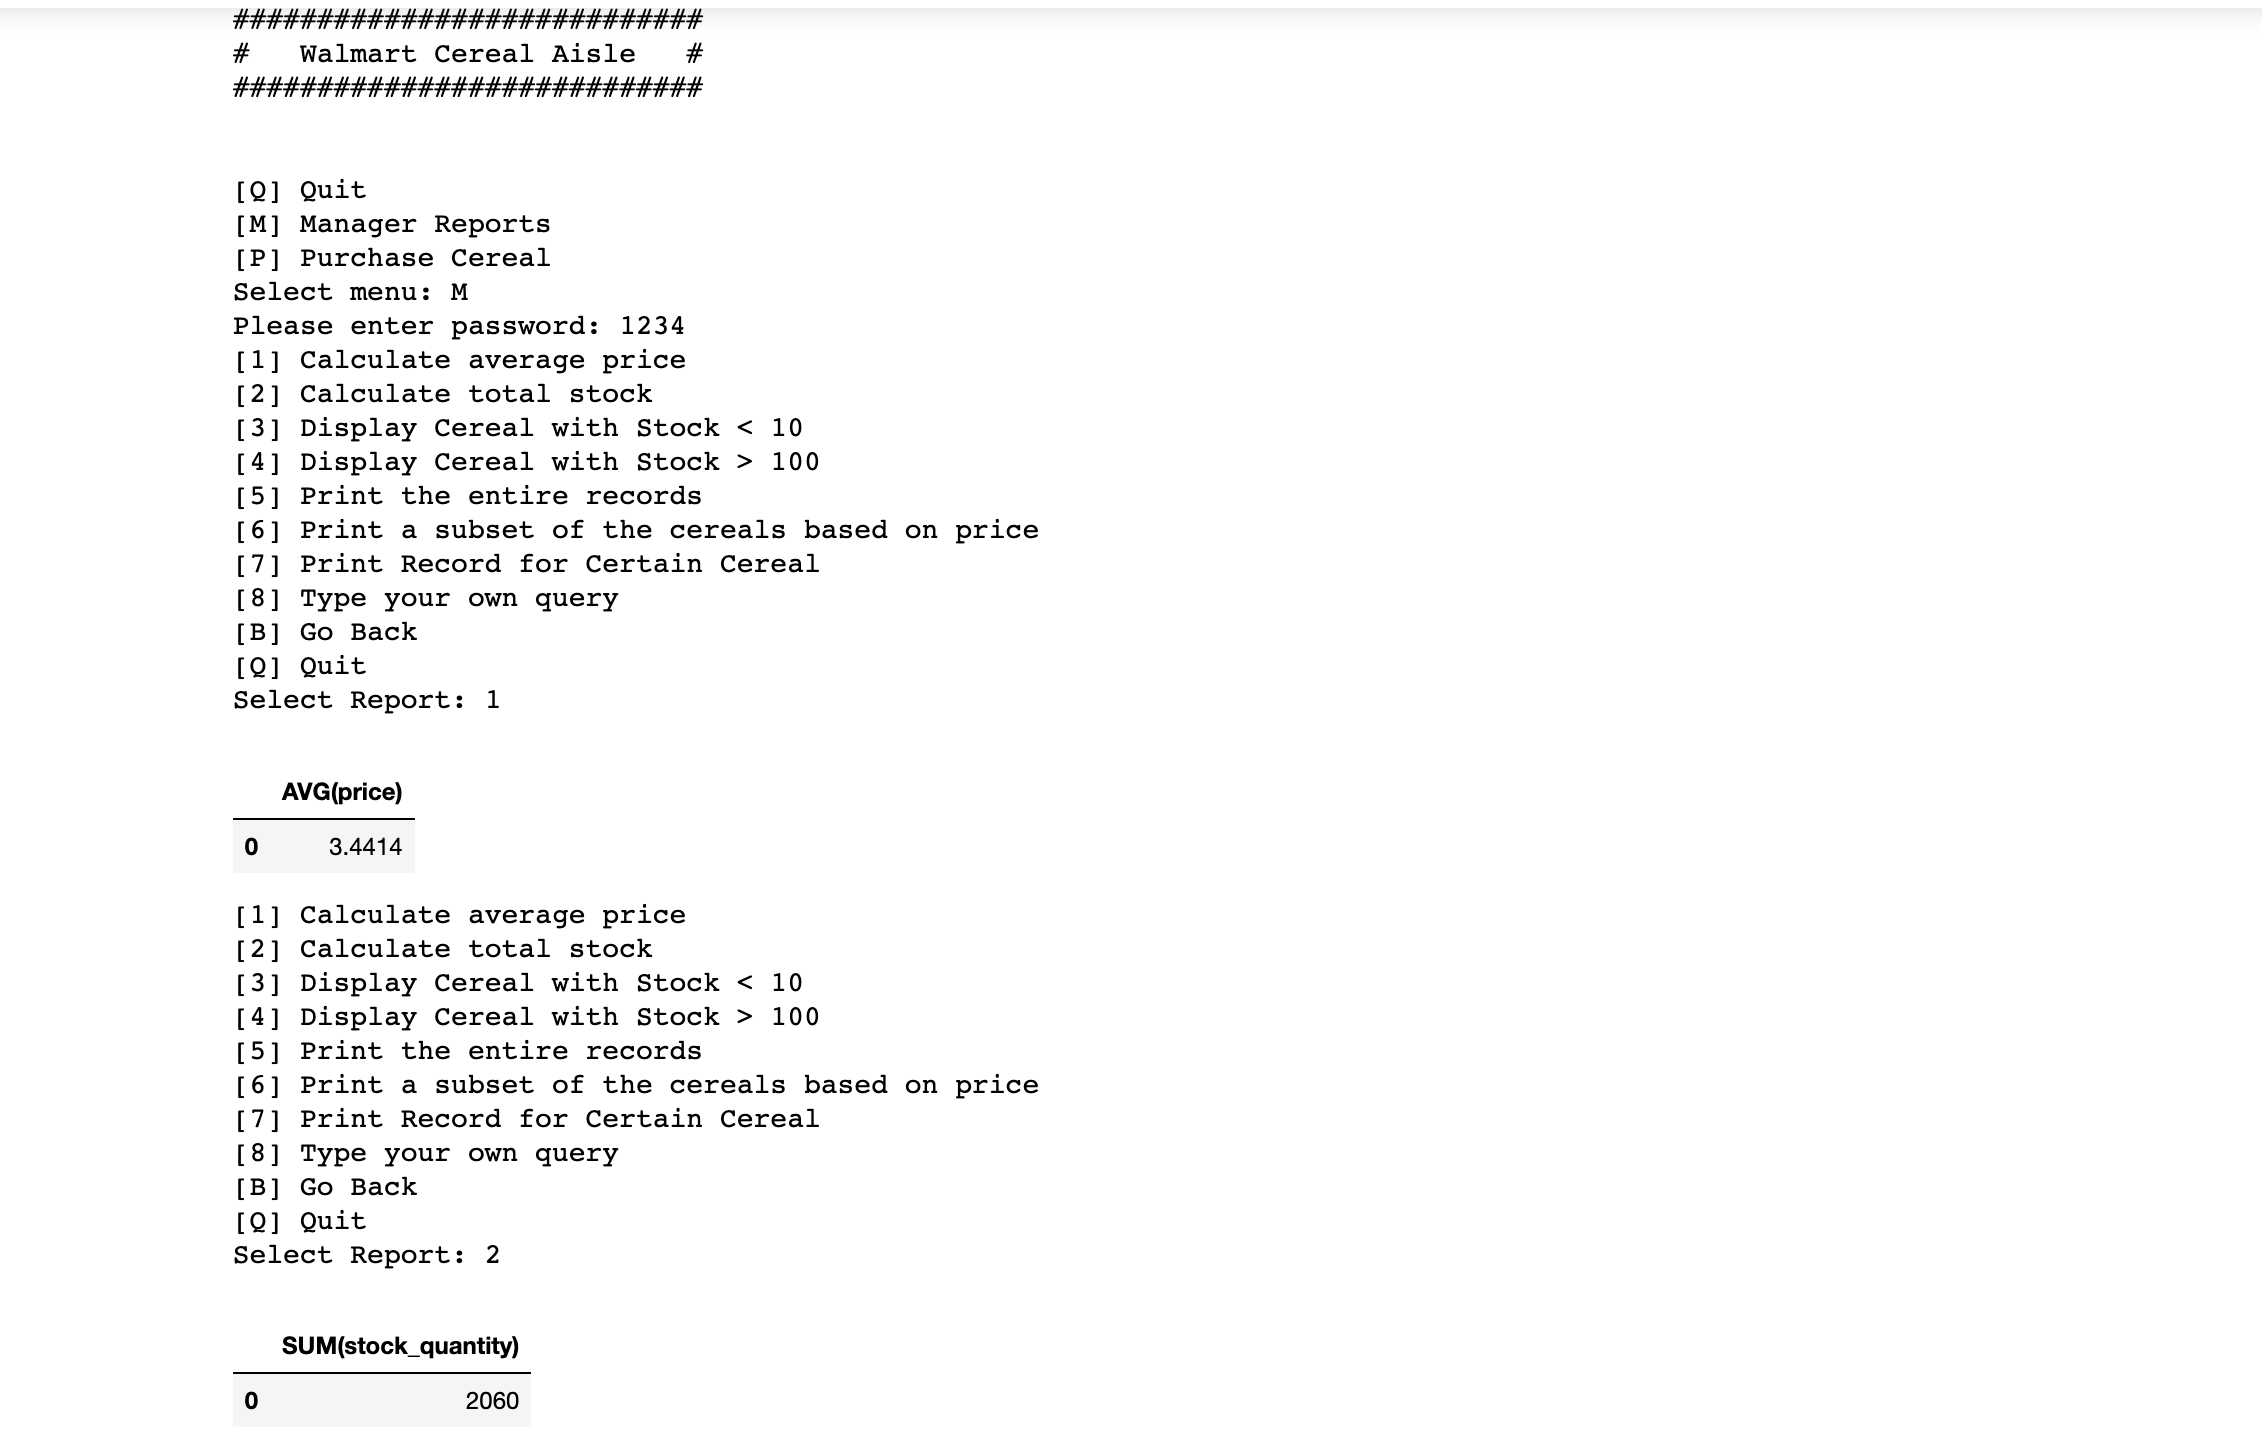 ############################
#   Walmart Cereal Aisle   #
############################
[Q] Quit
[M] Manager Reports
[P] Purchase Cereal
Select menu: M
Please enter password: 1234
[1] Calculate average price
[2] Calculate total stock
[3] Display Cereal with Stock < 10
[4] Display Cereal with Stock > 100
[5] Print the entire records
[6] Print a subset of the cereals based on price
[7] Print Record for Certain Cereal
[8] Type your own query
[B] Go Back
[Q] Quit
Select Report: 1
AVG(price)
0 3.4414
[1] Calculate average price
[2] Calculate total stock
[3] Display Cereal with Stock < 10
[4] Display Cereal with Stock > 100
[5] Print the entire records
[6] Print a subset of the cereals based on price
[7] Print Record for Certain Cereal
[8] Type your own query
[B] Go Back
[Q] Quit
Select Report: 2
SUM(stock_quantity)
0 2060